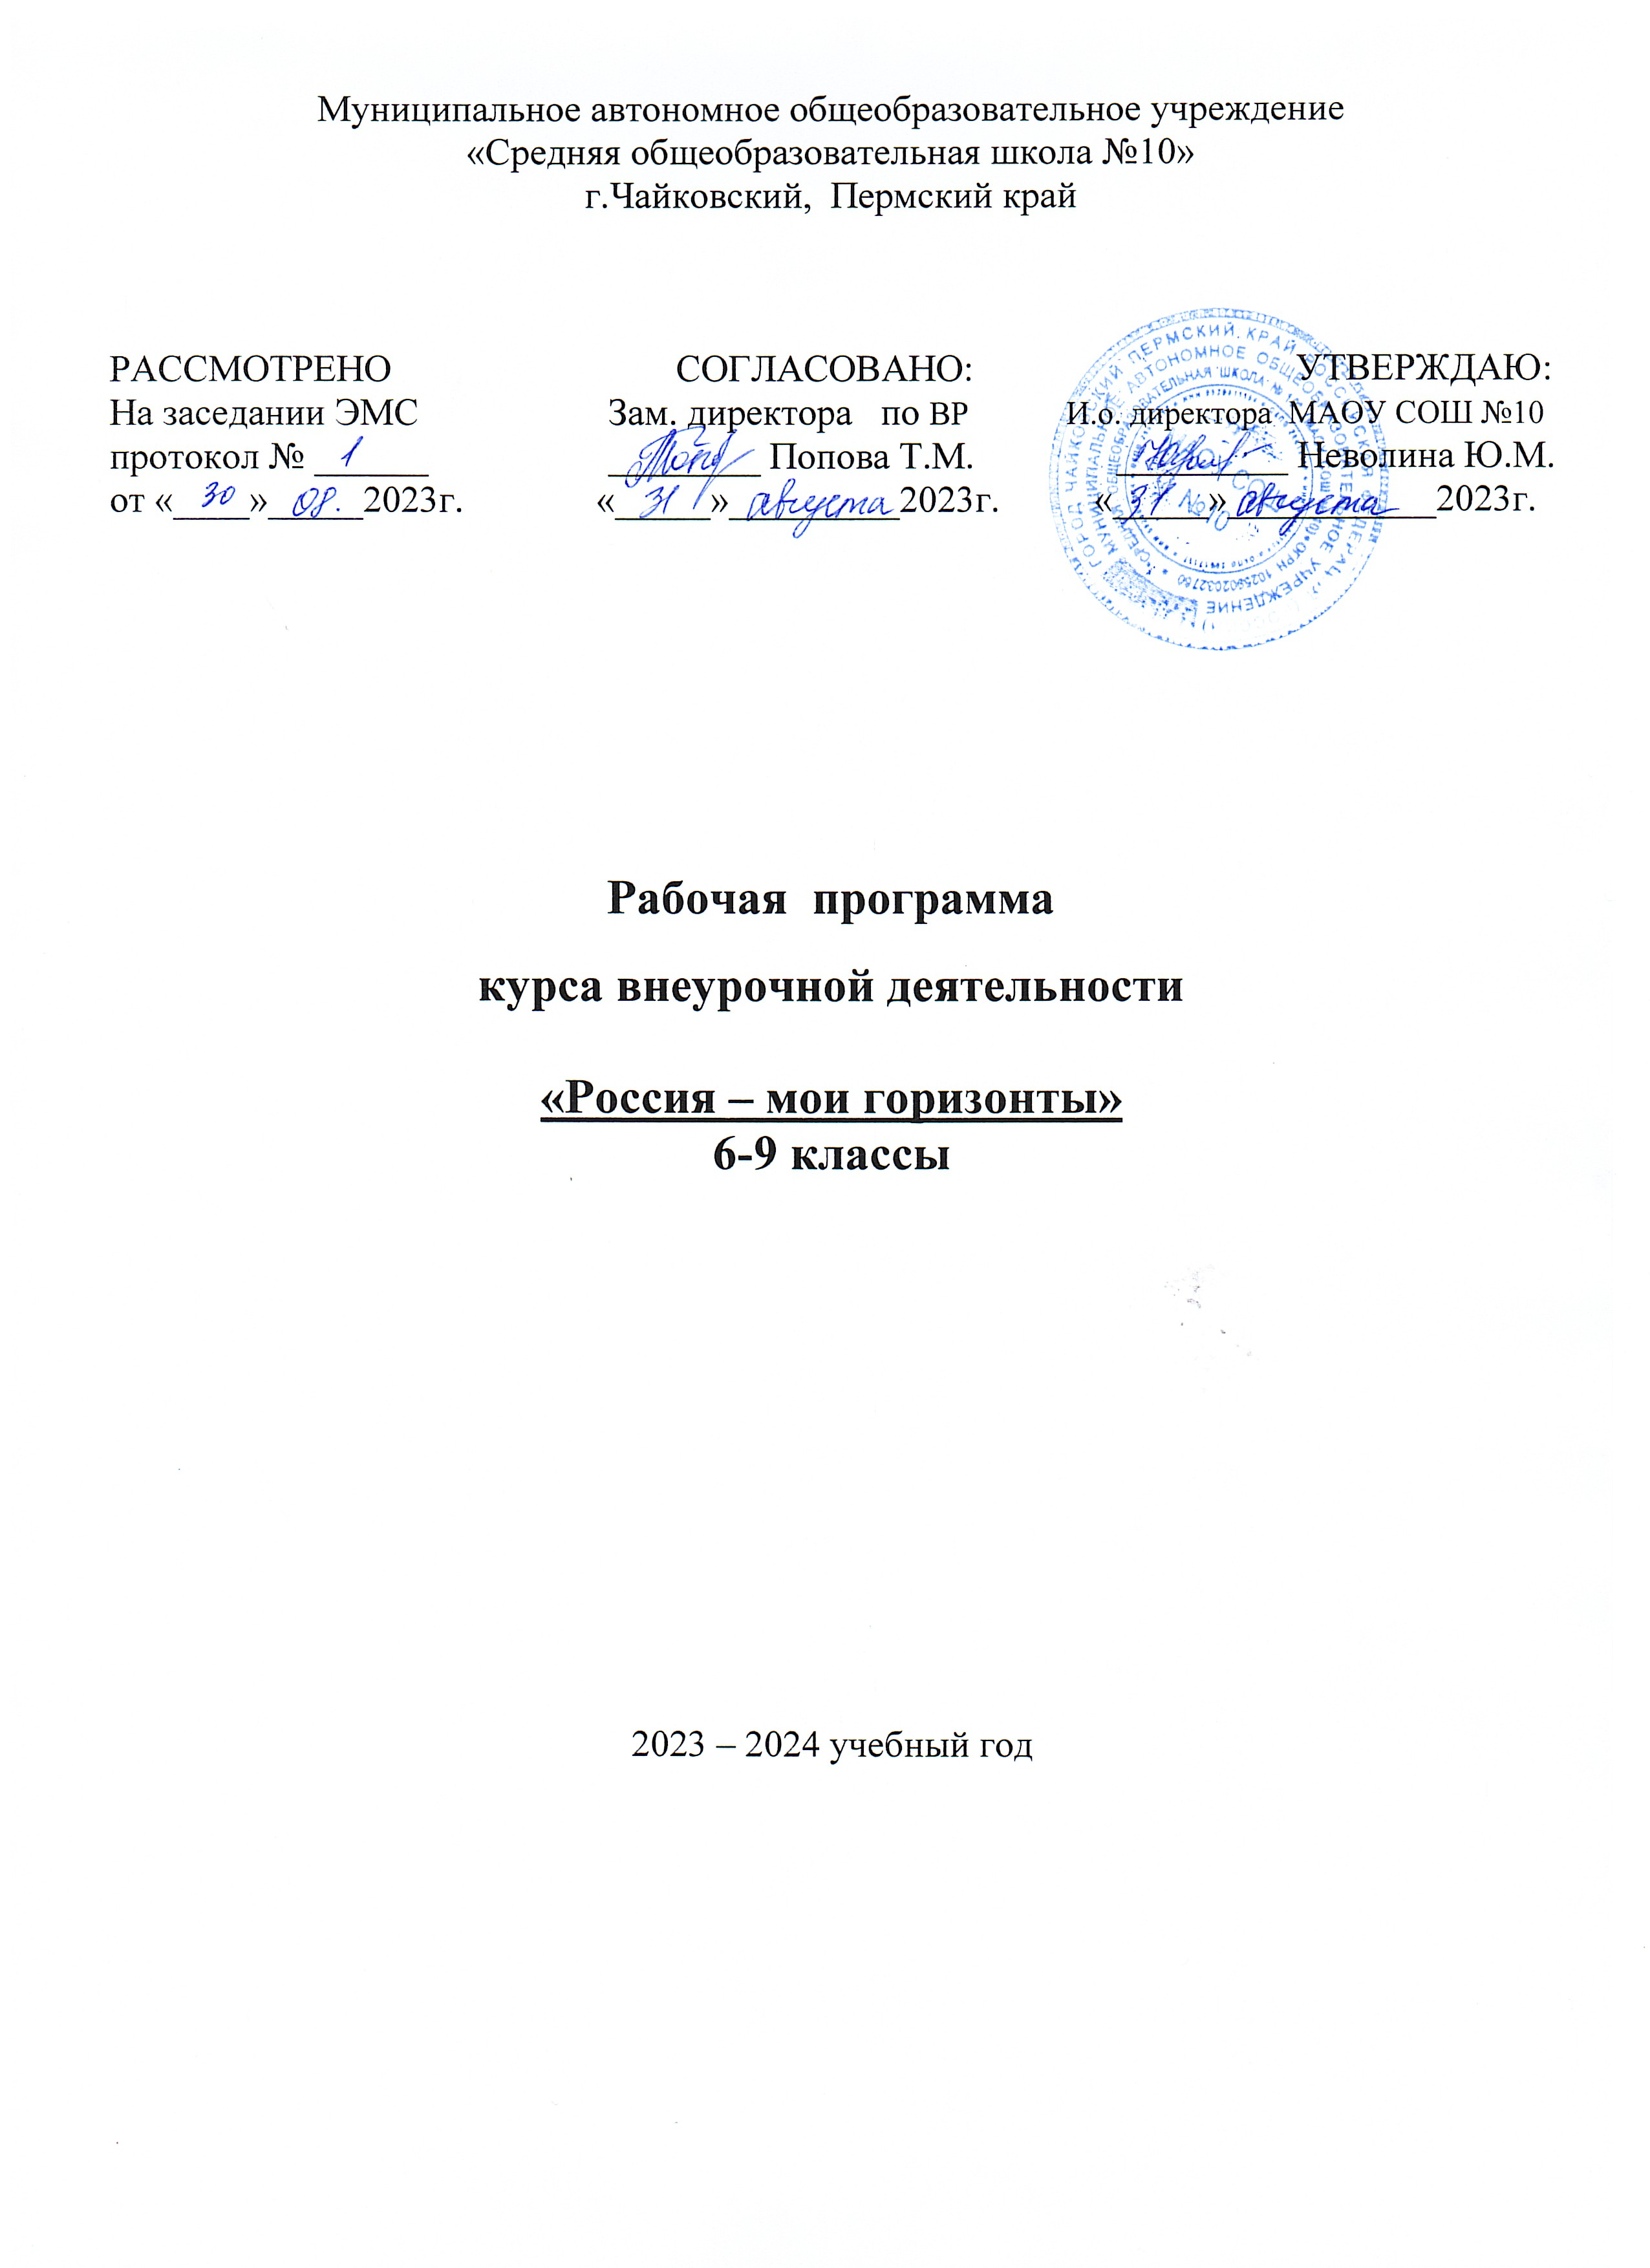 Муниципальное автономное общеобразовательное учреждение
«Средняя общеобразовательная школа №10»
г.Чайковский, Пермский край
РАССМОТРЕНО
На заседании ЭМС
протокол № 1
от «30» 08. 2023г.
СОГЛАСОВАНО:
Зам. директора по ВР
Попова Т.М.
«31» августа 2023г.
УТВЕРЖДАЮ:
И.о. директора МАОУ СОШ №10
Неволина Ю.М.
«31» августа 2023г.
Рабочая программа
курса внеурочной деятельности
«Россия – мои горизонты»
6-9 классы
2023 – 2024 учебный год